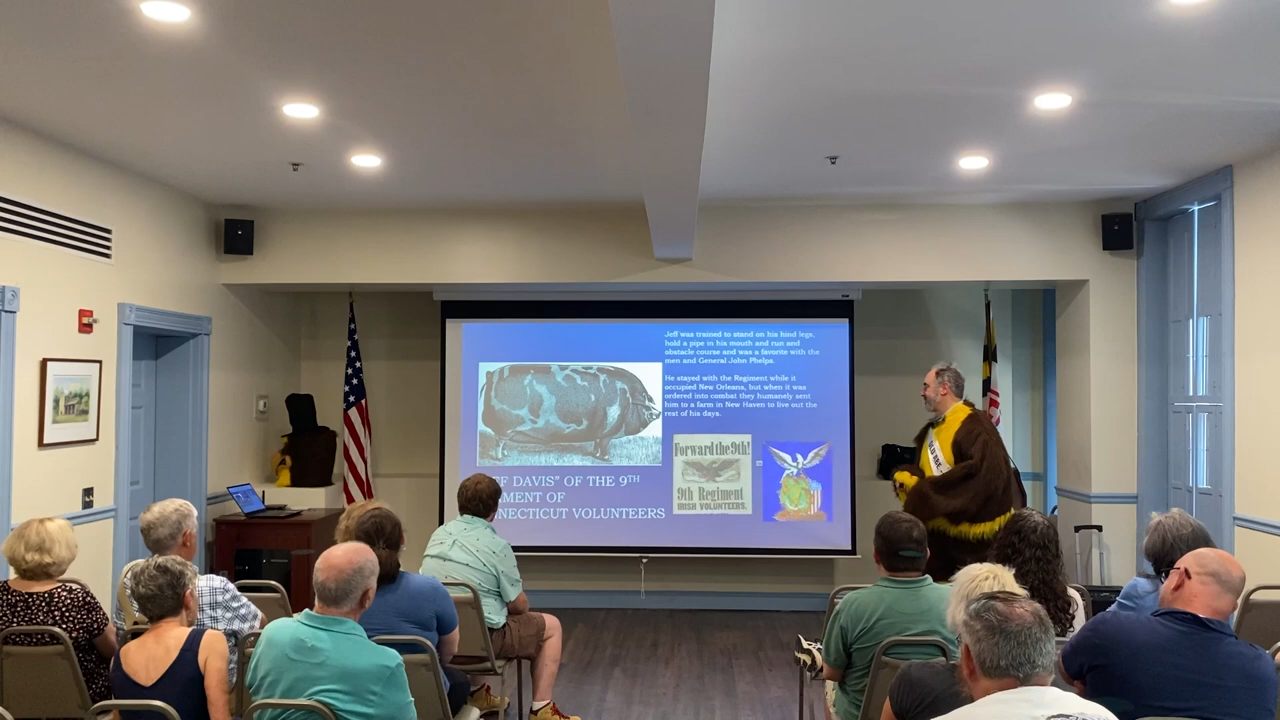 Jeff was trained to stand on his hind legs,
hold a pipe in his mouth and run and
obstacle course and was a favorite with the
men and General John Phelps.
He stayed with the Regiment while it
occupied New Orleans, but when it was
ordered into combat they humanely sent
him to a farm in New Haven to live out the
rest of his days.
FF DAVIS" OF THE 9TH
MENT OF
NECTICUT VOLUNTEERS
Forward the 9th!
9th Regiment
IRISH VOLUNTEERS.
OLD ABE